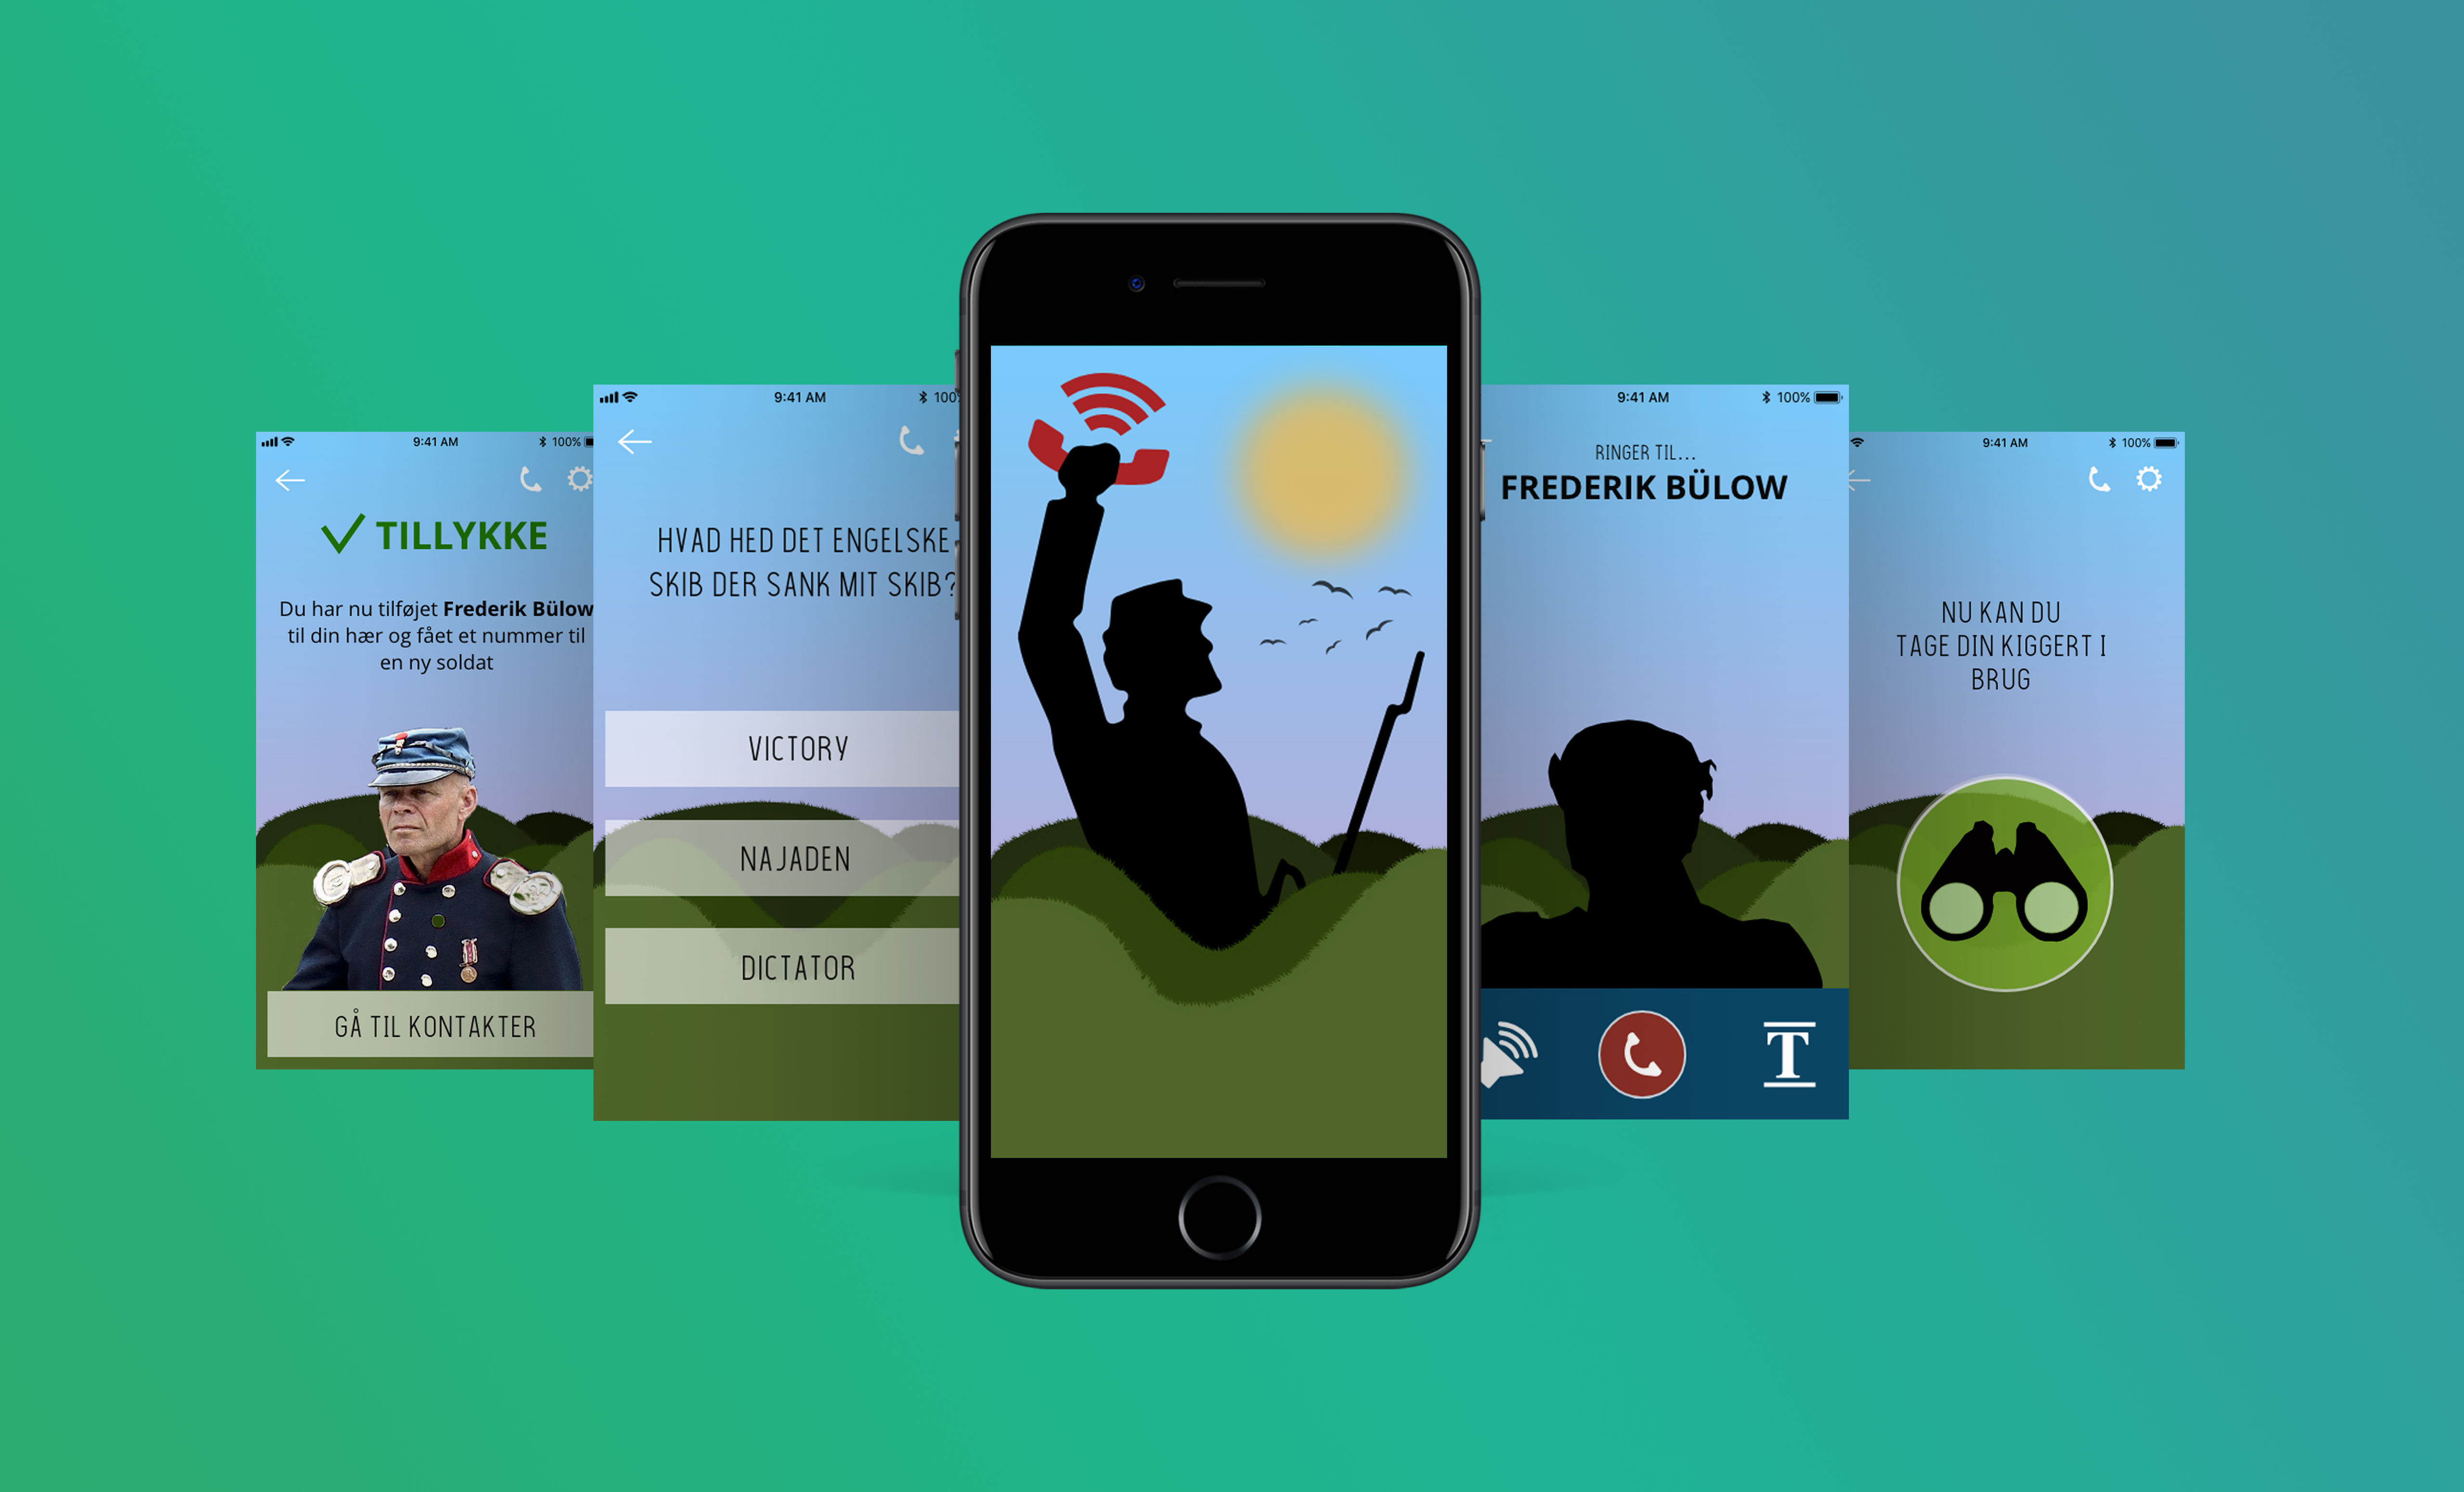 9:41 AM
100%
TILLYKKE
Du har nu tilføjet Frederik Bülow
til din hær og fået et nummer til
en ny soldat
GÅ TIL KONTAKTER
9:41 AM
100
HVAD HED DET ENGELSKE
SKIB DER SANK MIT SKIB?
VICTORY
NAJADEN
DICTATOR
9:41 AM
100%
RINGER TIL...
FREDERIK BÜLOW
T
9:41 AM
100%
NU KAN DU
TAGE DIN KIGGERT I
BRUG